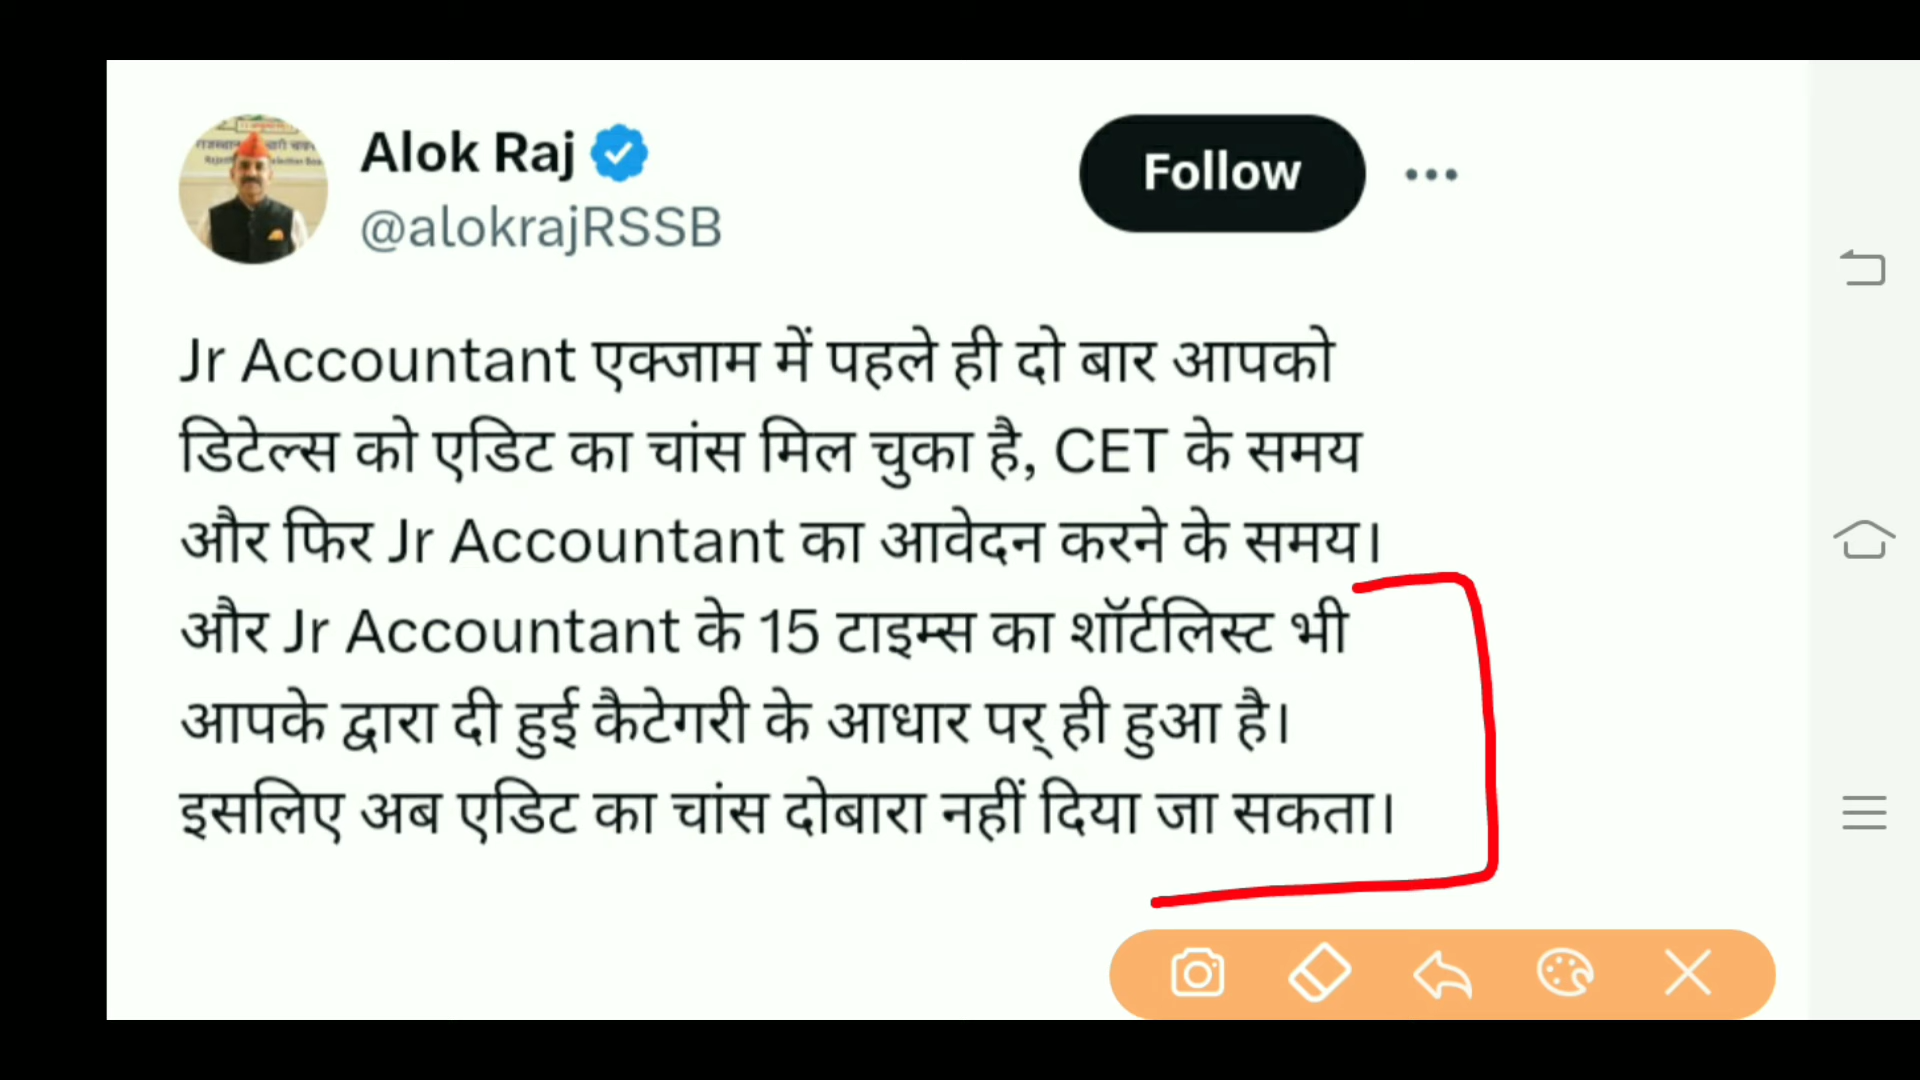 Alok Raj
Follow
@alokrajRSSB
Jr Accountant एक्जाम में पहले ही दो बार आपको
डिटेल्स को एडिट का चांस मिल चुका है, CET के समय
और फिर Jr Accountant का आवेदन करने के समय।
और Jr Accountant के 15 टाइम्स का शॉर्टलिस्ट भी
आपके द्वारा दी हुई कैटेगरी के आधार पर् ही हुआ है।
इसलिए अब एडिट का चांस दोबारा नहीं दिया जा सकता।